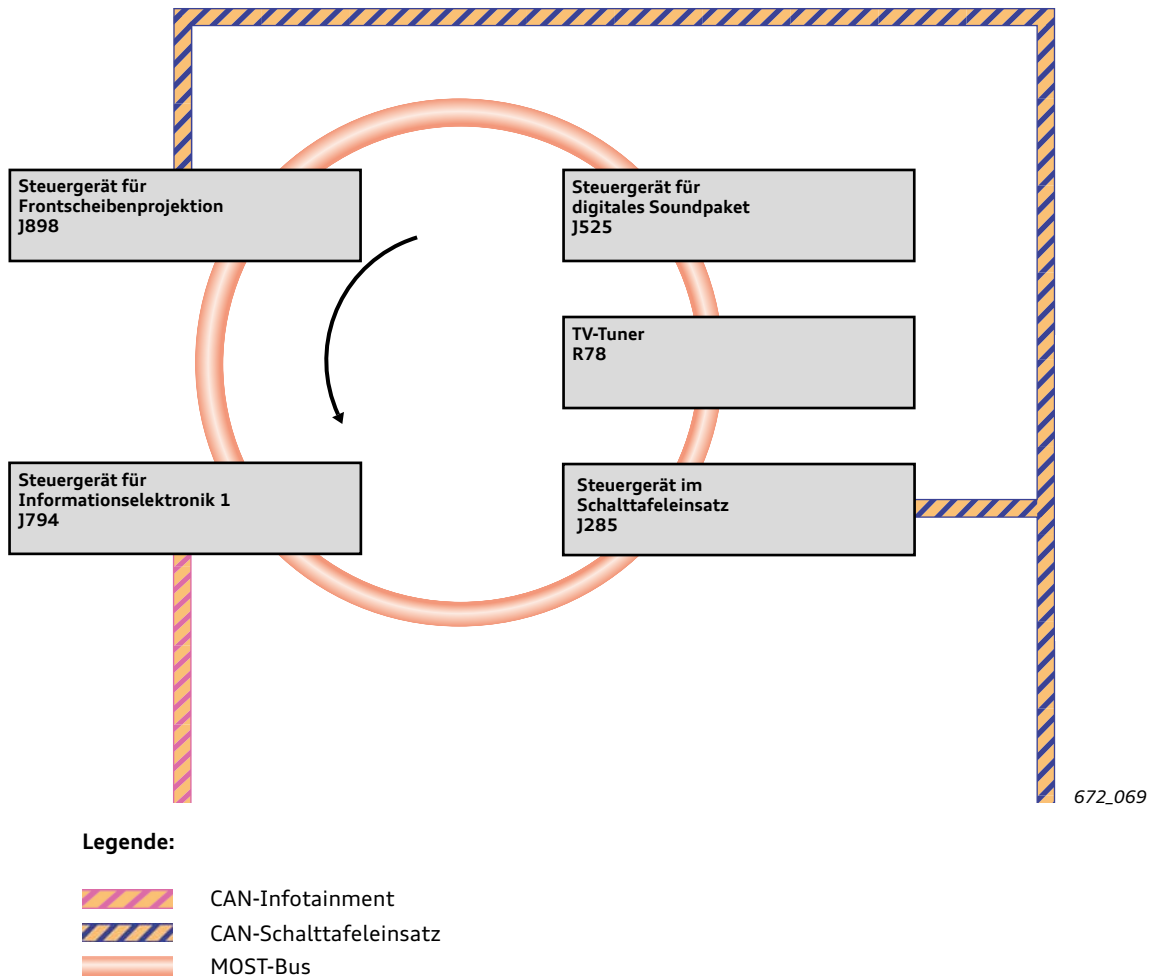 Steuergerät für
Frontscheibenprojektion
J898
Steuergerät für
digitales Soundpaket
J525
TV-Tuner
R78
Steuergerät für
Informationselektronik 1
J794
Steuergerät im
Schalttafeleinsatz
J285
672_069
Legende:
CAN-Infotainment
CAN-Schalttafeleinsatz
MOST-Bus